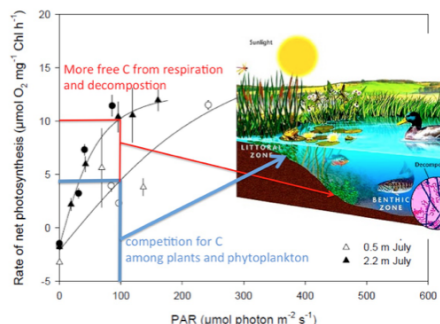 Rate of net photosynthesis (µmol O₂ mg⁻¹ Chl h⁻¹)
20
15
10
5
0
-5
More free C from respiration
and decompostion
Sunlight
LITTORAL
ZONE
BENTHIC
ZONE
competition for C
among plants and phytoplankton
△ 0.5 m July
▲ 2.2 m July
0
100
200
300
400
500
600
PAR (µmol photon m⁻² s⁻¹)